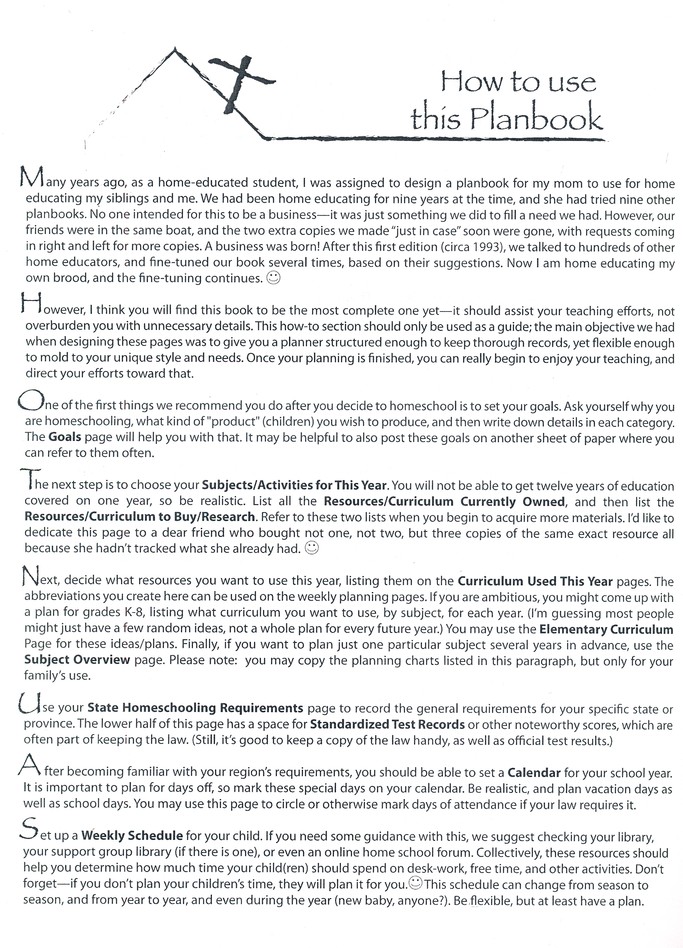 How to use
this Planbook
Many years ago, as a home-educated student, I was assigned to design a planbook for my mom to use for home
educating my siblings and me. We had been home educating for nine years at the time, and she had tried nine other
planbooks. No one intended for this to be a business—it was just something we did to fill a need we had. However, our
friends were in the same boat, and the two extra copies we made "just in case" soon were gone, with requests coming
in right and left for more copies. A business was born! After this first edition (circa 1993), we talked to hundreds of other
home educators, and fine-tuned our book several times, based on their suggestions. Now I am home educating my
own brood, and the fine-tuning continues. ☺
However, I think you will find this book to be the most complete one yet—it should assist your teaching efforts, not
overburden you with unnecessary details. This how-to section should only be used as a guide; the main objective we had
when designing these pages was to give you a planner structured enough to keep thorough records, yet flexible enough
to mold to your unique style and needs. Once your planning is finished, you can really begin to enjoy your teaching, and
direct your efforts toward that.
One of the first things we recommend you do after you decide to homeschool is to set your goals. Ask yourself why you
are homeschooling, what kind of "product" (children) you wish to produce, and then write down details in each category.
The Goals page will help you with that. It may be helpful to also post these goals on another sheet of paper where you
can refer to them often.
The next step is to choose your Subjects/Activities for This Year. You will not be able to get twelve years of education
covered on one year, so be realistic. List all the Resources/Curriculum Currently Owned, and then list the
Resources/Curriculum to Buy/Research. Refer to these two lists when you begin to acquire more materials. I'd like to
dedicate this page to a dear friend who bought not one, not two, but three copies of the same exact resource all
because she hadn't tracked what she already had. ☺
Next, decide what resources you want to use this year, listing them on the Curriculum Used This Year pages. The
abbreviations you create here can be used on the weekly planning pages. If you are ambitious, you might come up with
a plan for grades K-8, listing what curriculum you want to use, by subject, for each year. (I'm guessing most people
might just have a few random ideas, not a whole plan for every future year.) You may use the Elementary Curriculum
Page for these ideas/plans. Finally, if you want to plan just one particular subject several years in advance, use the
Subject Overview page. Please note: you may copy the planning charts listed in this paragraph, but only for your
family's use.
Use your State Homeschooling Requirements page to record the general requirements for your specific state or
province. The lower half of this page has a space for Standardized Test Records or other noteworthy scores, which are
often part of keeping the law. (Still, it's good to keep a copy of the law handy, as well as official test results.)
After becoming familiar with your region's requirements, you should be able to set a Calendar for your school year.
It is important to plan for days off, so mark these special days on your calendar. Be realistic, and plan vacation days as
well as school days. You may use this page to circle or otherwise mark days of attendance if your law requires it.
Set up a Weekly Schedule for your child. If you need some guidance with this, we suggest checking your library,
your support group library (if there is one), or even an online home school forum. Collectively, these resources should
help you determine how much time your child(ren) should spend on desk-work, free time, and other activities. Don't
forget—if you don't plan your children's time, they will plan it for you.☺This schedule can change from season to
season, and from year to year, and even during the year (new baby, anyone?). Be flexible, but at least have a plan.